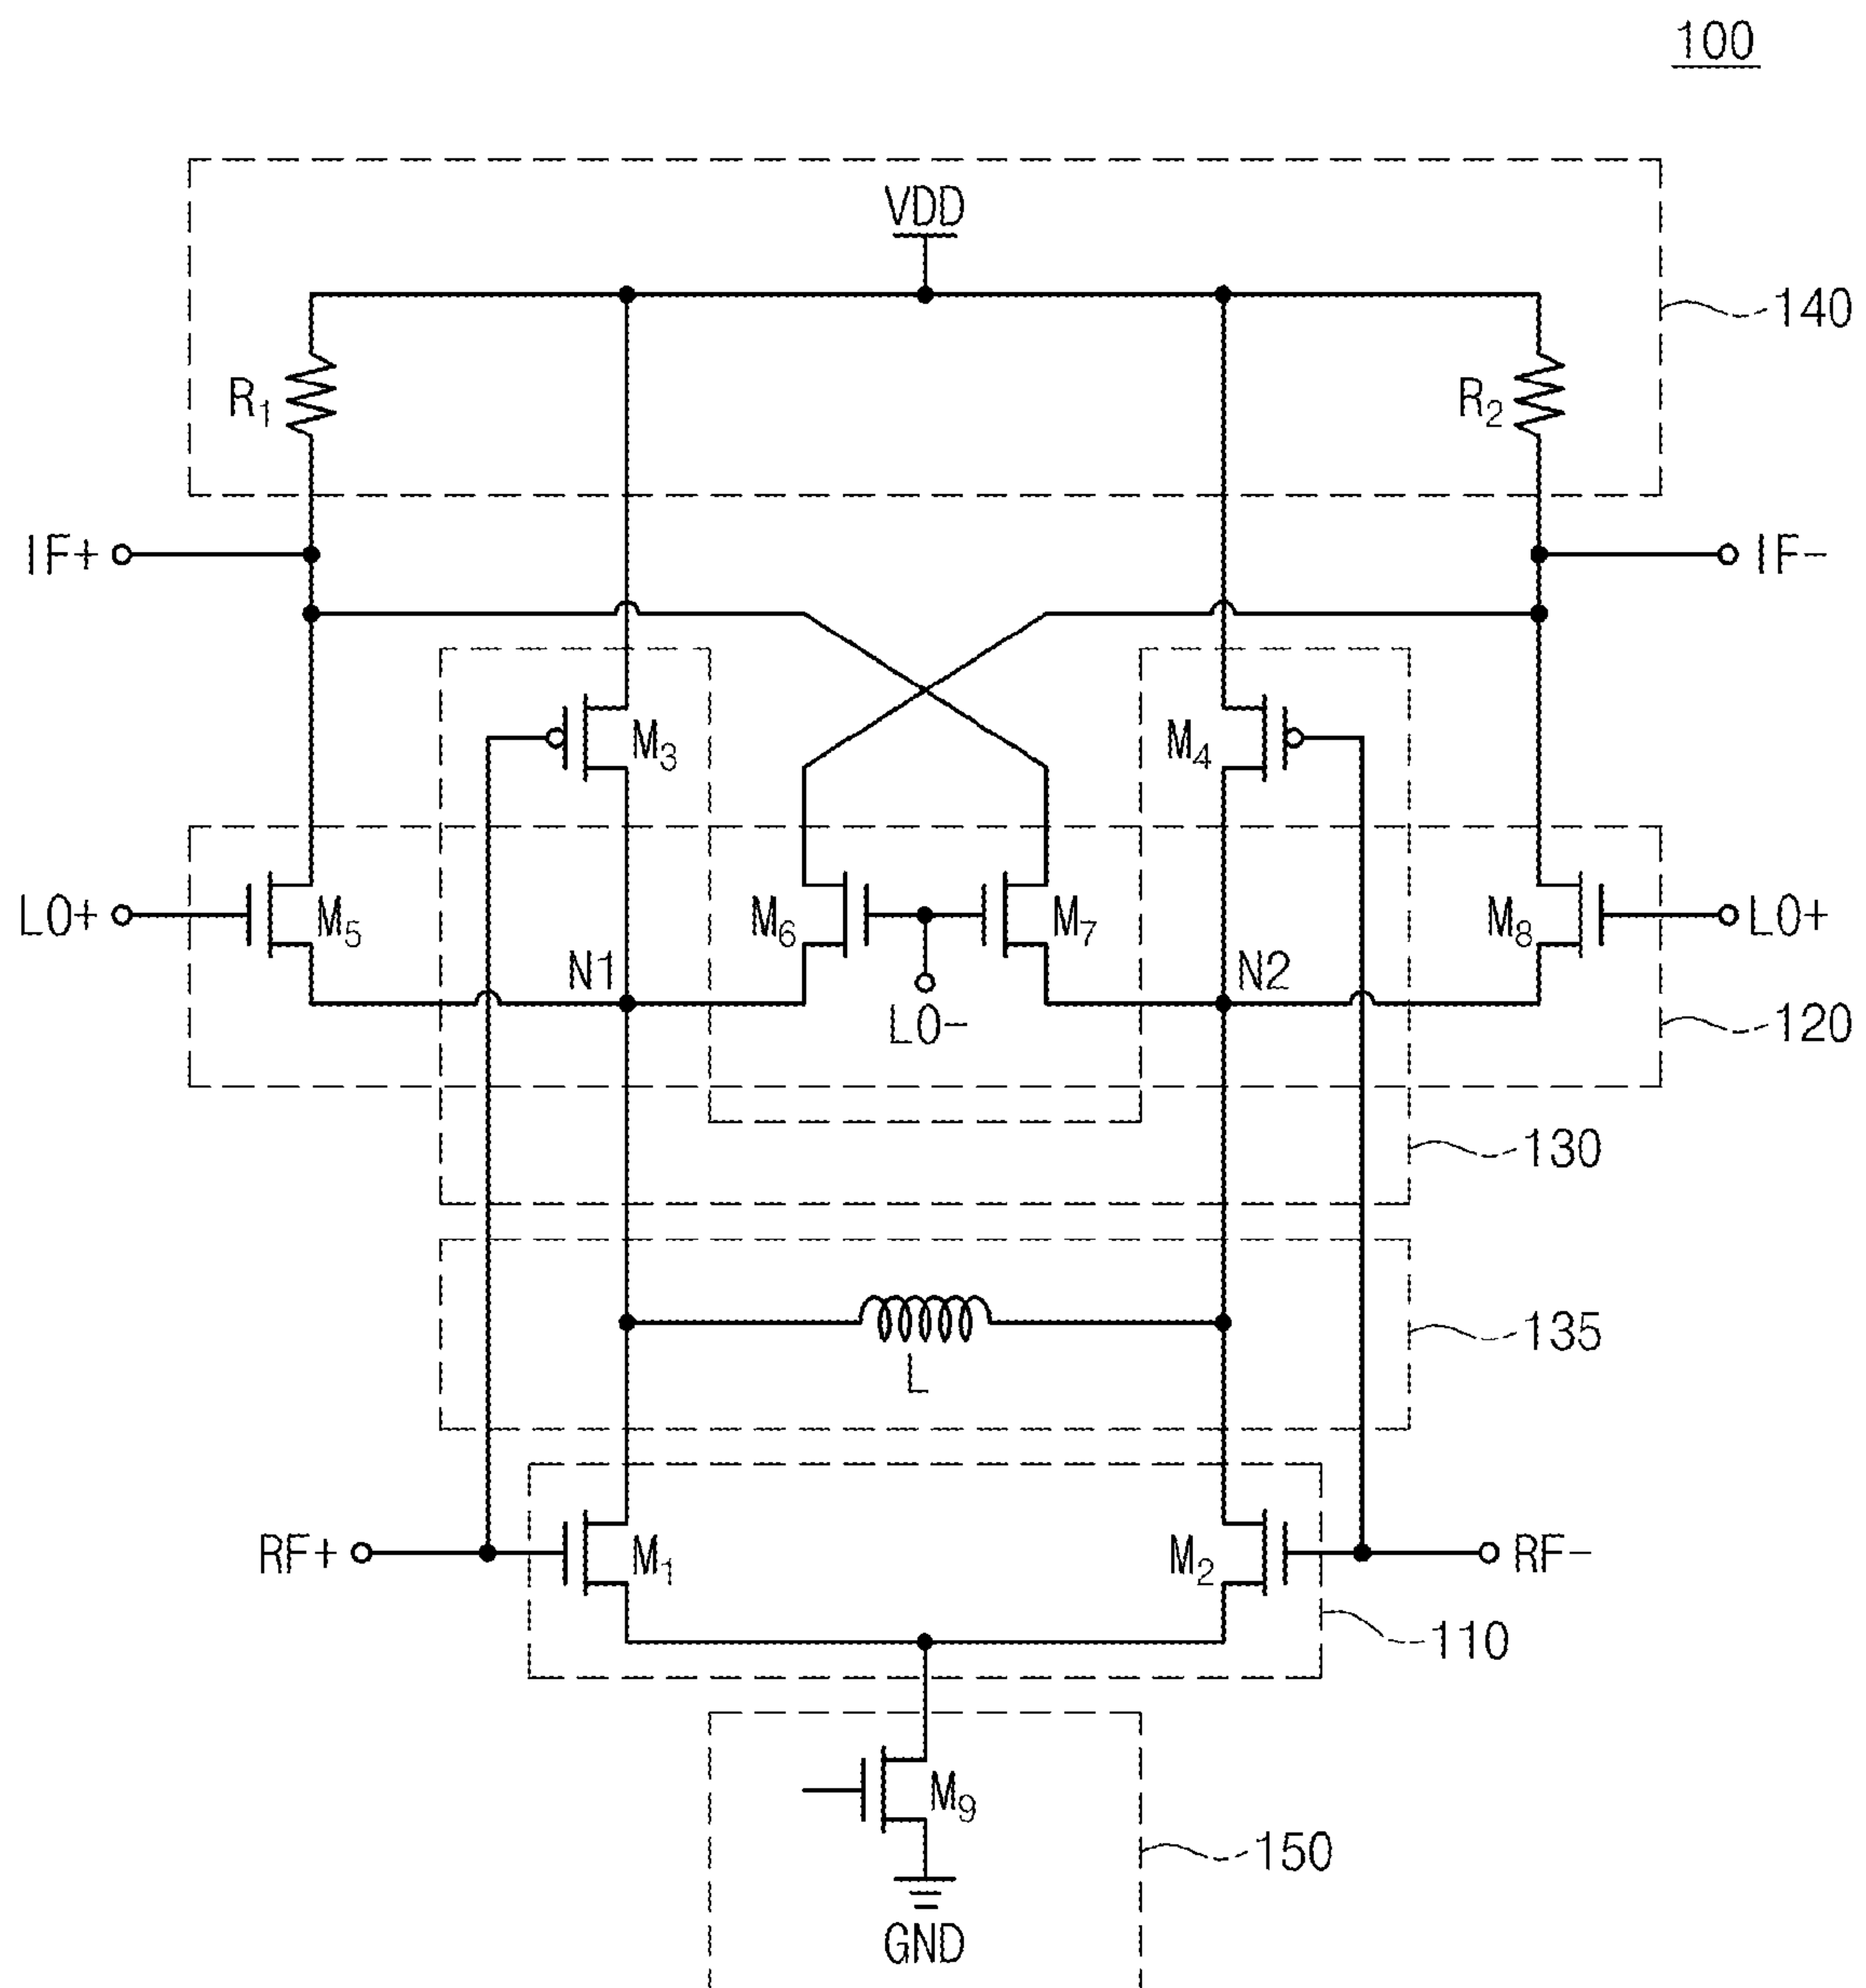 100
VDD
140
R1
R2
IF+
IF-
M3
M4
LO+
M5
M6
M7
M8
LO+
N1
N2
LO-
120
130
135
L
RF+
M1
M2
RF-
110
M9
150
GND